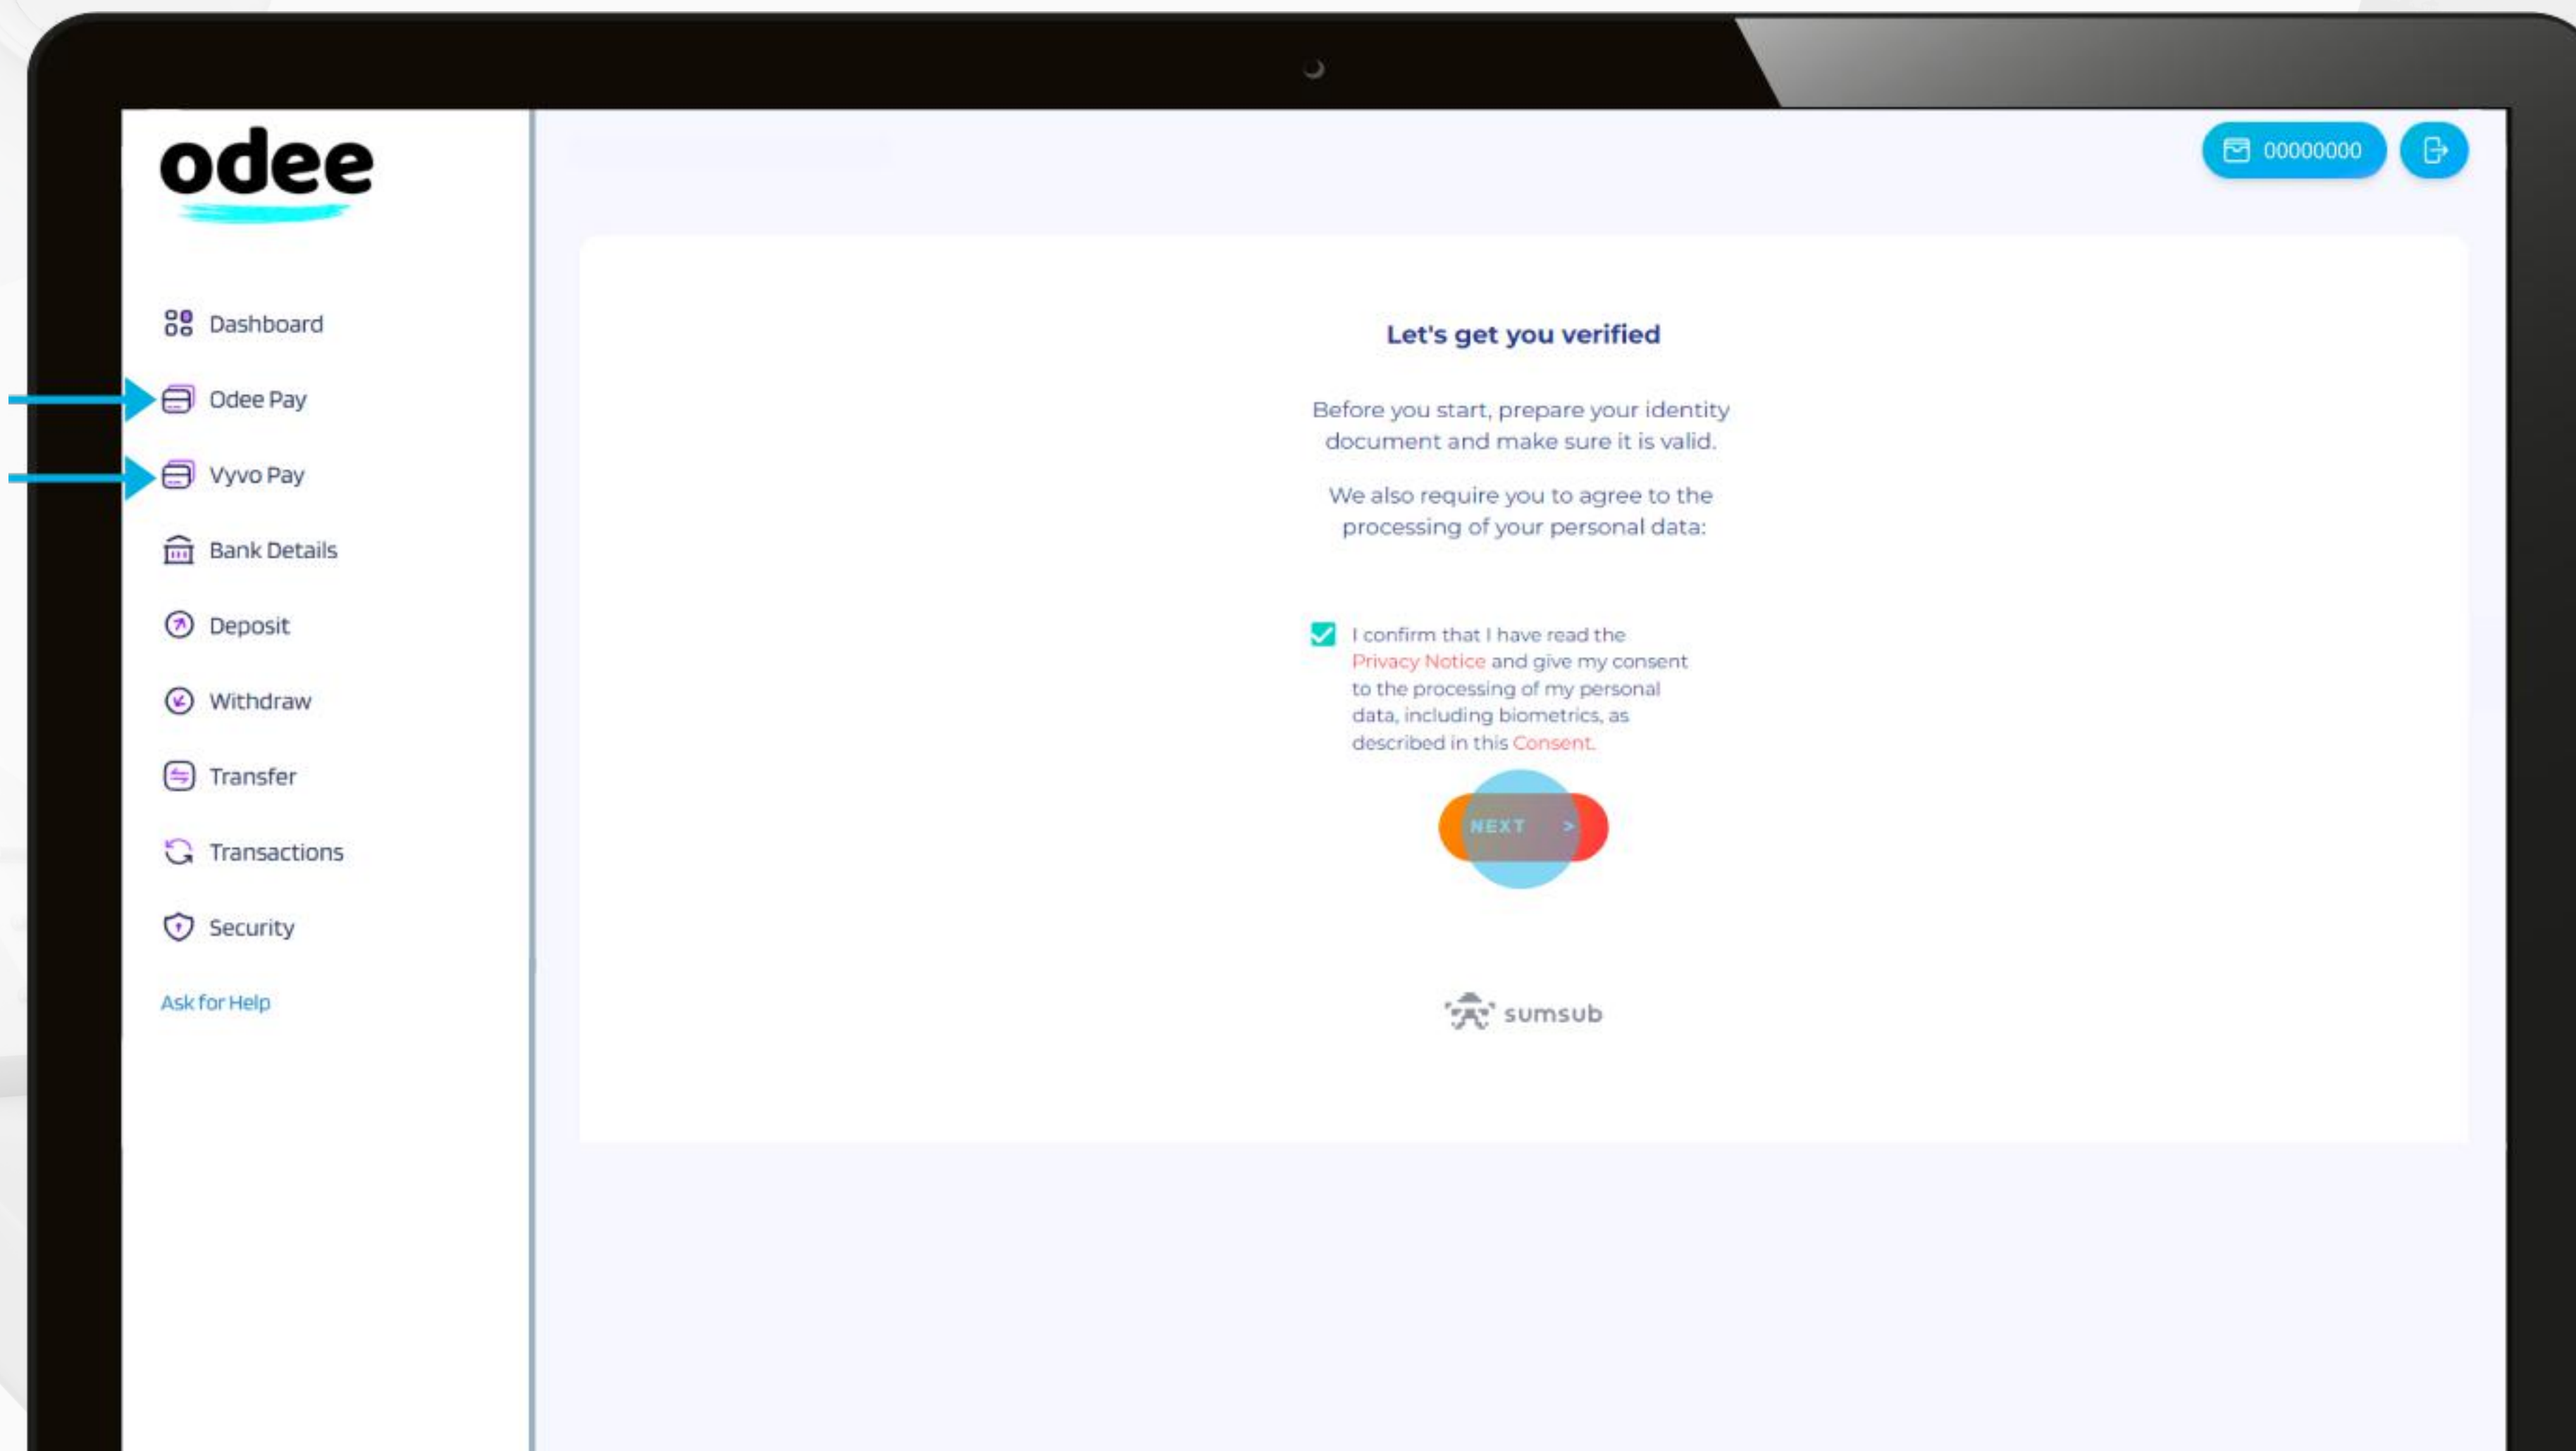 odee
00000000
Dashboard
Odee Pay
Vyvo Pay
Bank Details
Deposit
Withdraw
Transfer
Transactions
Security
Ask for Help
Let's get you verified
Before you start, prepare your identity
document and make sure it is valid.
We also require you to agree to the
processing of your personal data:
I confirm that I have read the
Privacy Notice and give my consent
to the processing of my personal
data, including biometrics, as
described in this Consent.
NEXT >
sumsub